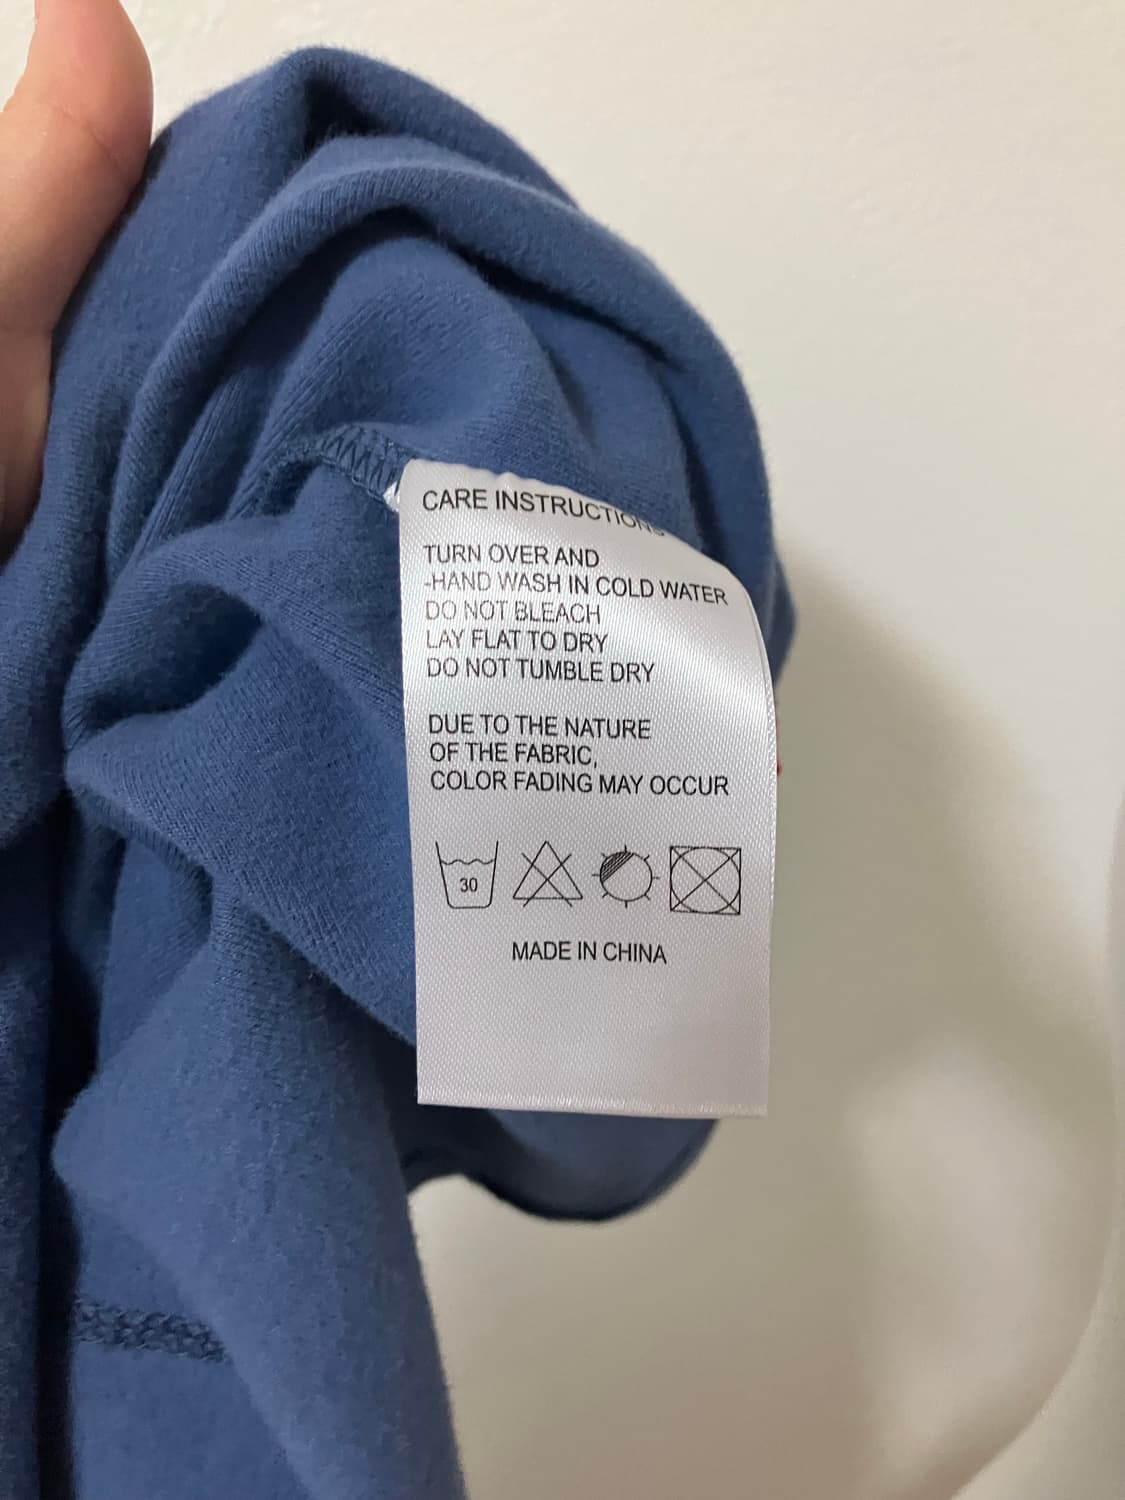 CARE INSTRUCTIONS
TURN OVER AND
-HAND WASH IN COLD WATER
DO NOT BLEACH
LAY FLAT TO DRY
DO NOT TUMBLE DRY
DUE TO THE NATURE
OF THE FABRIC,
COLOR FADING MAY OCCUR
30
MADE IN CHINA